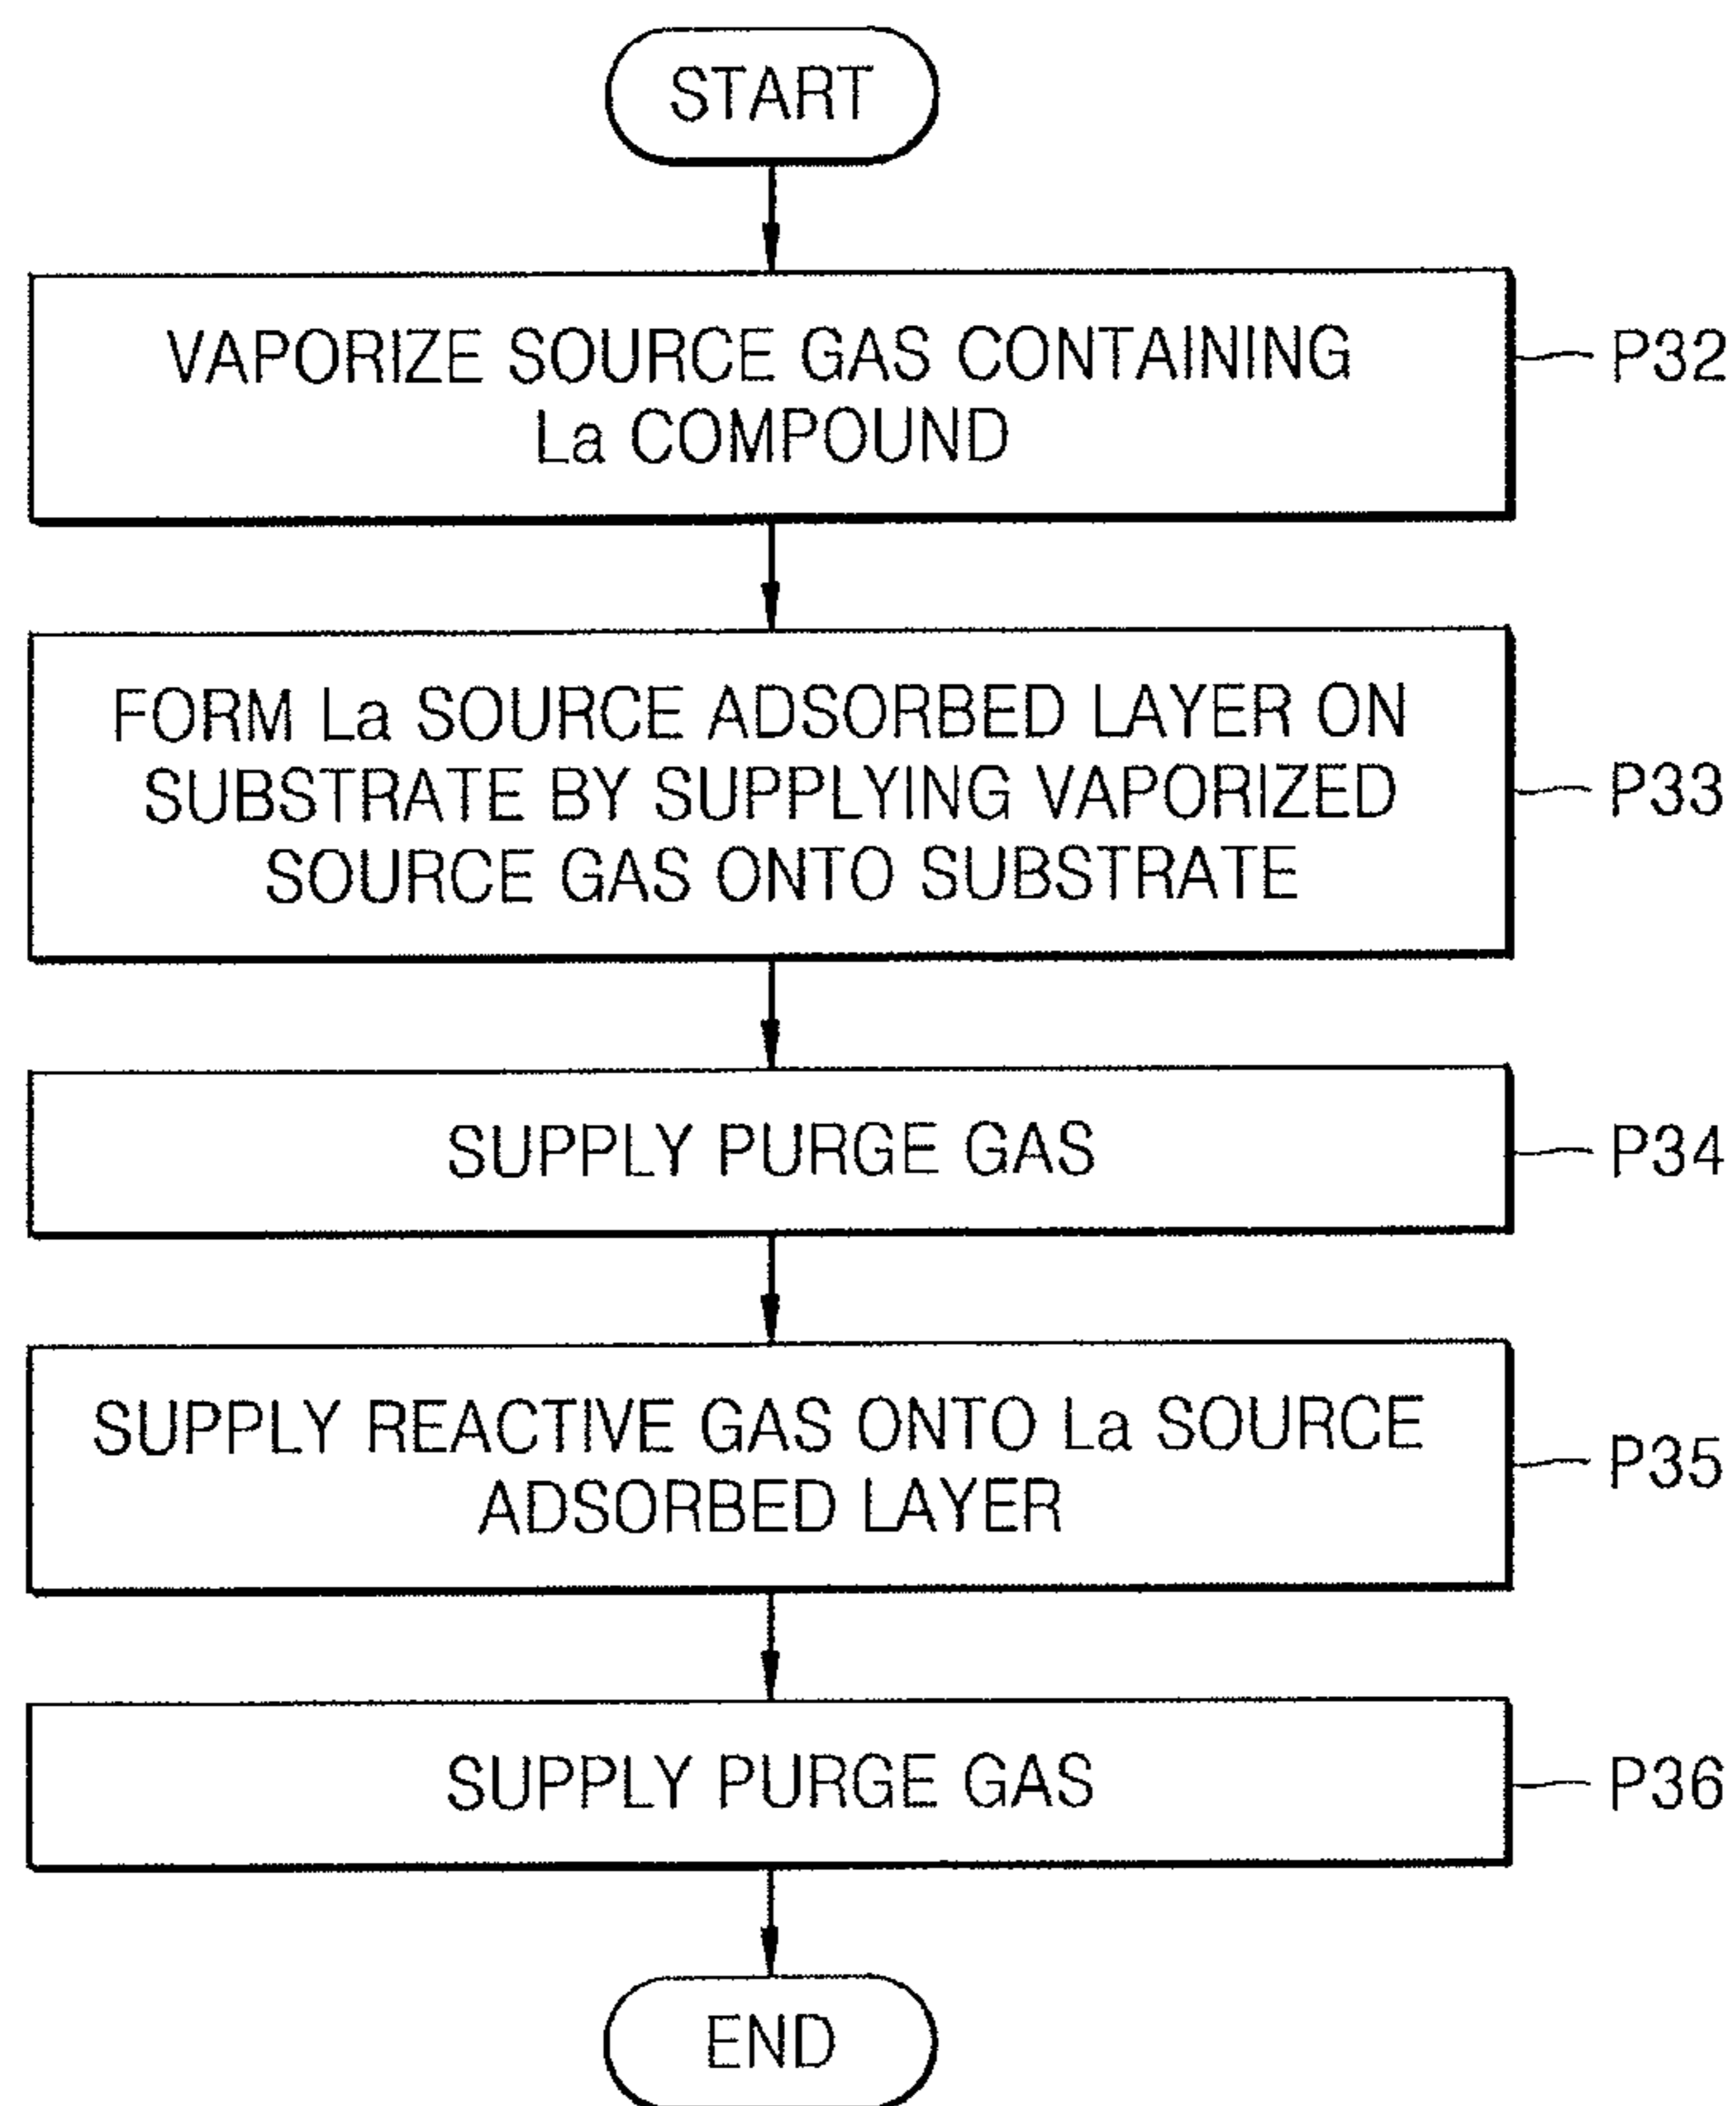 START
VAPORIZE SOURCE GAS CONTAINING
La COMPOUND
P32
FORM La SOURCE ADSORBED LAYER ON
SUBSTRATE BY SUPPLYING VAPORIZED
SOURCE GAS ONTO SUBSTRATE
P33
SUPPLY PURGE GAS
P34
SUPPLY REACTIVE GAS ONTO La SOURCE
ADSORBED LAYER
P35
SUPPLY PURGE GAS
P36
END